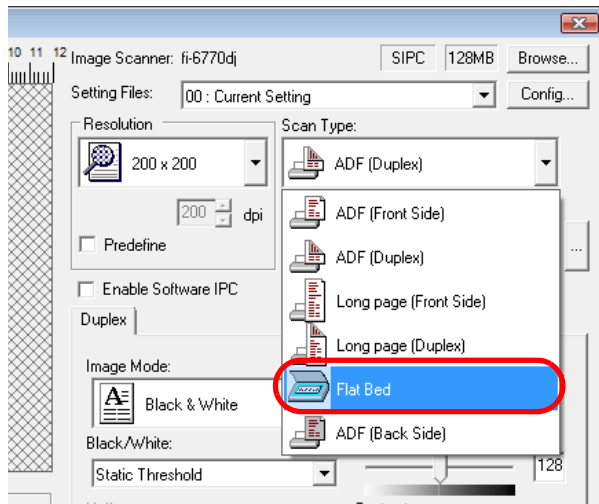 10 11 12
Image Scanner: fi-6770dj SIPC 128MB Browse...
Setting Files: 00 : Current Setting Config...
Resolution
Scan Type:
200 x 200
ADF (Duplex)
200 dpi
Predefine
ADF (Front Side)
ADF (Duplex)
...
Enable Software IPC
Long page (Front Side)
Duplex
Long page (Duplex)
Image Mode:
Flat Bed
Black & White
ADF (Back Side)
Black/White:
Static Threshold
128